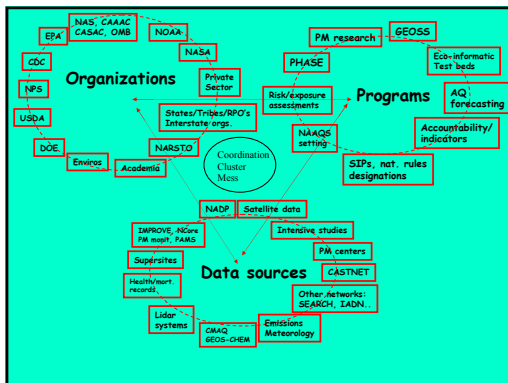 NAS, CAAAC
CASAC, OMB
EPA
NOAA
CDC
NASA
Organizations
NPS
Private
Sector
USDA
States/Tribes/RPO's
Interstate orgs.
DOE.
NARSTO
Enviros
Academia
PM research
GEOSS
PHASE
Eco-informatic
Test beds
Risk/exposure
assessments
Programs
AQ
forecasting
NAAQS
setting
Accountability/
indicators
SIPs, nat. rules
designations
Coordination
Cluster
Mess
NADP
Satellite data
IMPROVE, NCore
PM monit, PAMS
Intensive studies
Supersites
PM centers
Data sources
CASTNET
Health/mort.
records
Other networks:
SEARCH, IADN..
Lidar
systems
CMAQ
GEOS-CHEM
Emissions
Meteorology